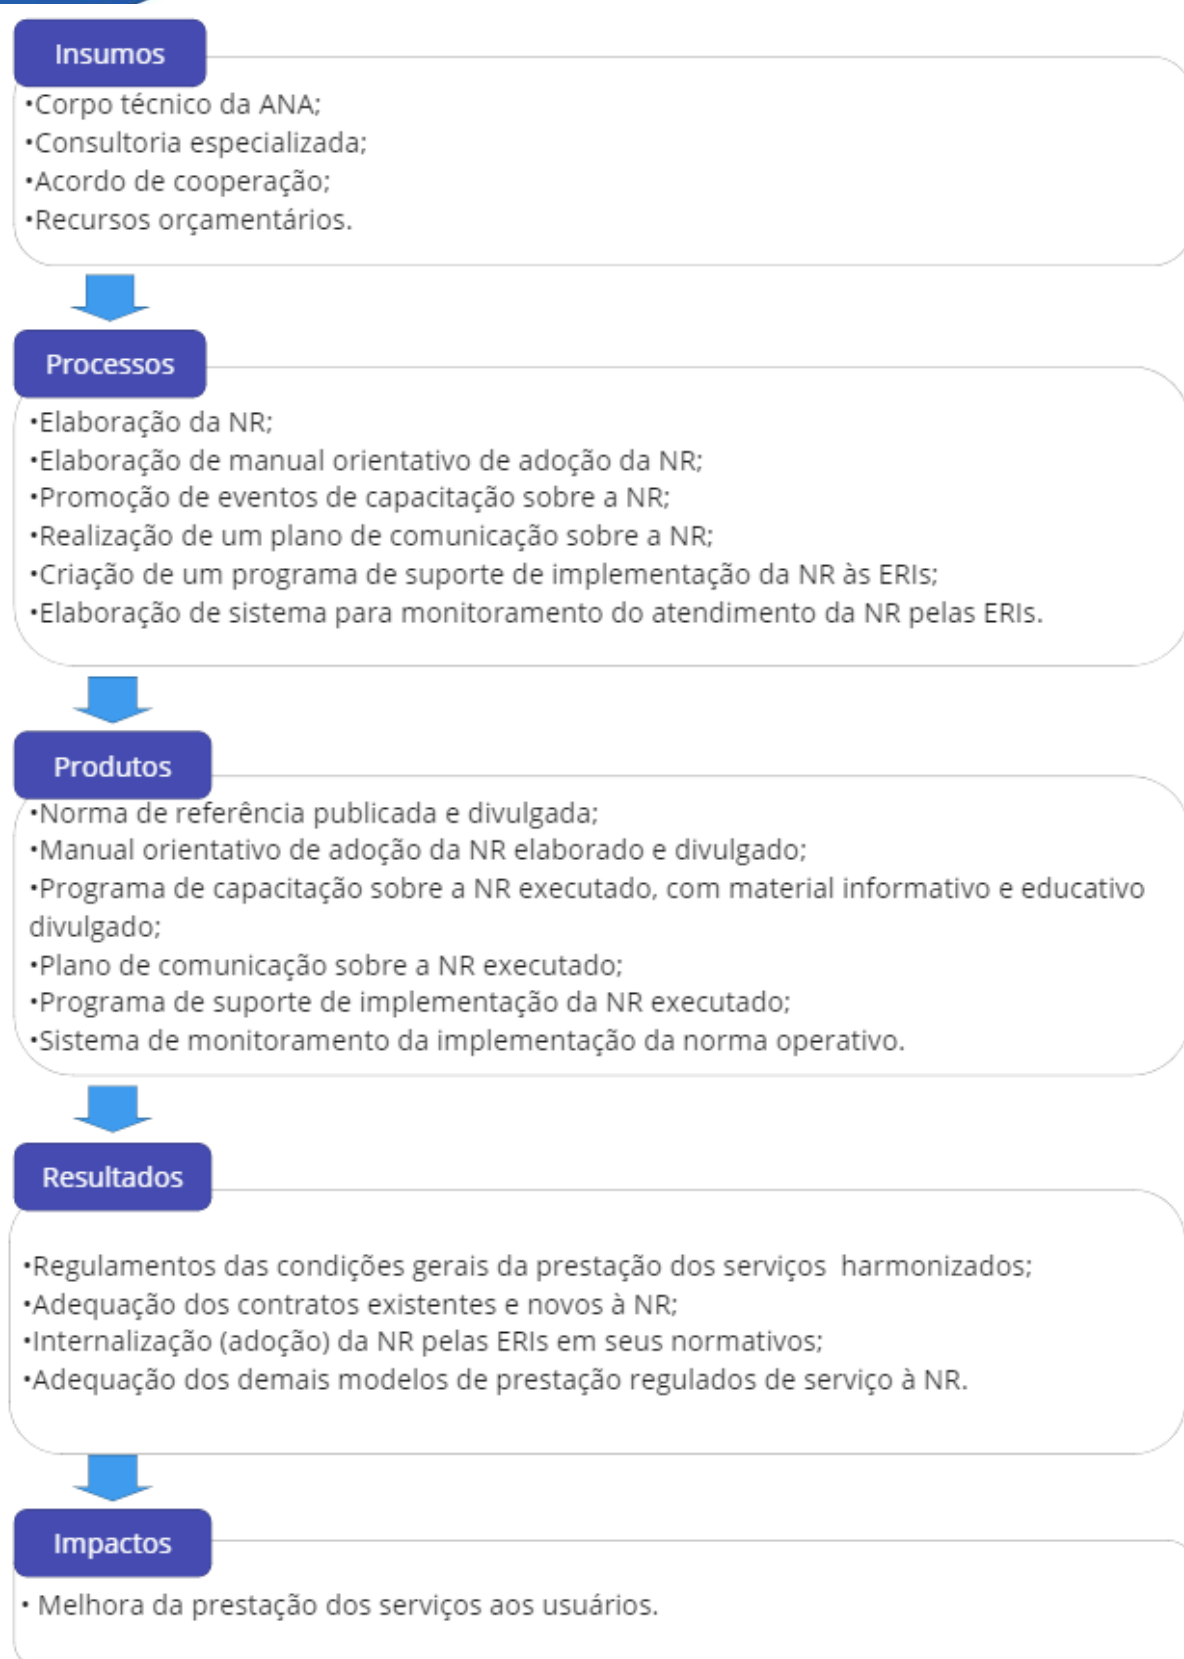 Insumos
•Corpo técnico da ANA;
•Consultoria especializada;
•Acordo de cooperação;
•Recursos orçamentários.
Processos
•Elaboração da NR;
•Elaboração de manual orientativo de adoção da NR;
•Promoção de eventos de capacitação sobre a NR;
•Realização de um plano de comunicação sobre a NR;
•Criação de um programa de suporte de implementação da NR às ERIs;
•Elaboração de sistema para monitoramento do atendimento da NR pelas ERIs.
Produtos
•Norma de referência publicada e divulgada;
•Manual orientativo de adoção da NR elaborado e divulgado;
•Programa de capacitação sobre a NR executado, com material informativo e educativo
divulgado;
•Plano de comunicação sobre a NR executado;
•Programa de suporte de implementação da NR executado;
•Sistema de monitoramento da implementação da norma operativo.
Resultados
•Regulamentos das condições gerais da prestação dos serviços  harmonizados;
•Adequação dos contratos existentes e novos à NR;
•Internalização (adoção) da NR pelas ERIs em seus normativos;
•Adequação dos demais modelos de prestação regulados de serviço à NR.
Impactos
• Melhora da prestação dos serviços aos usuários.